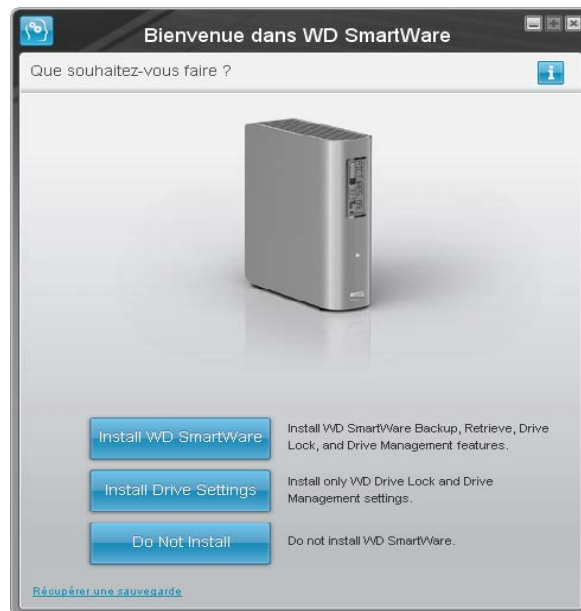 Bienvenue dans WD SmartWare
Que souhaitez-vous faire ?
Install WD SmartWare
Install WD SmartWare Backup, Retrieve, Drive
Lock, and Drive Management features.
Install Drive Settings
Install only WD Drive Lock and Drive
Management settings.
Do Not Install
Do not install WD SmartWare.
Récupérer une sauvegarde